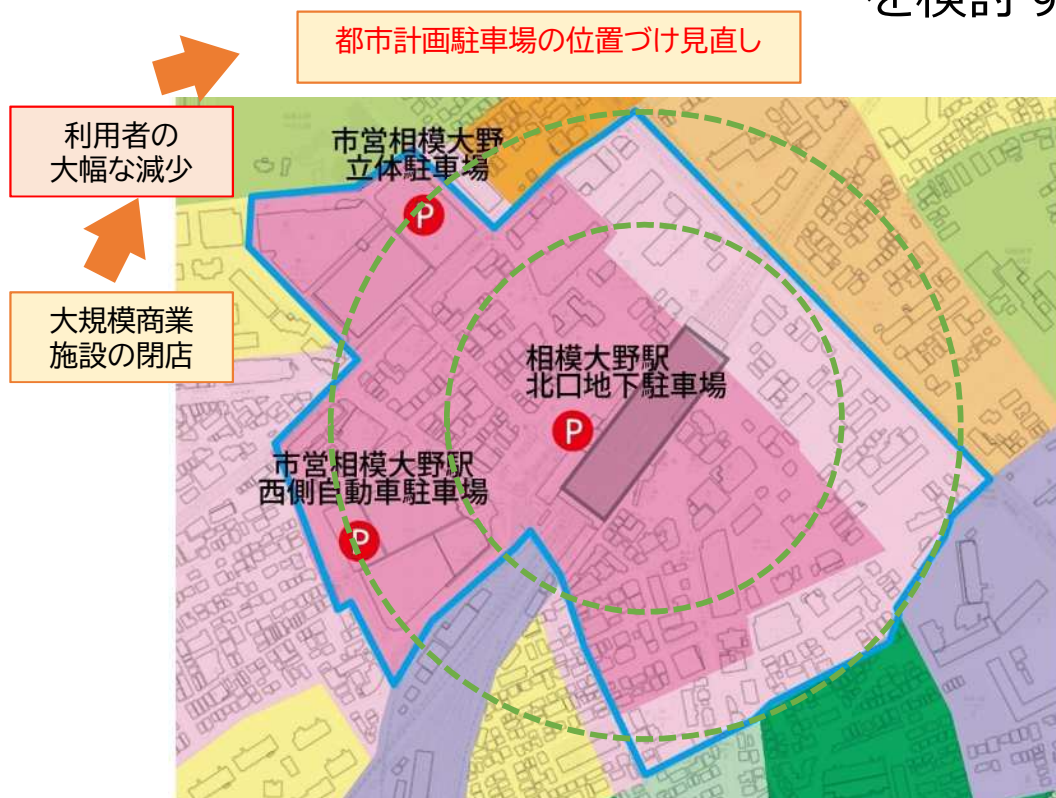 を検討す
都市計画駐車場の位置づけ見直し
利用者の
大幅な減少
大規模商業
施設の閉店
市営相模大野
立体駐車場
P
相模大野駅
北口地下駐車場
P
市営相模大野駅
西側自動車駐車場
P